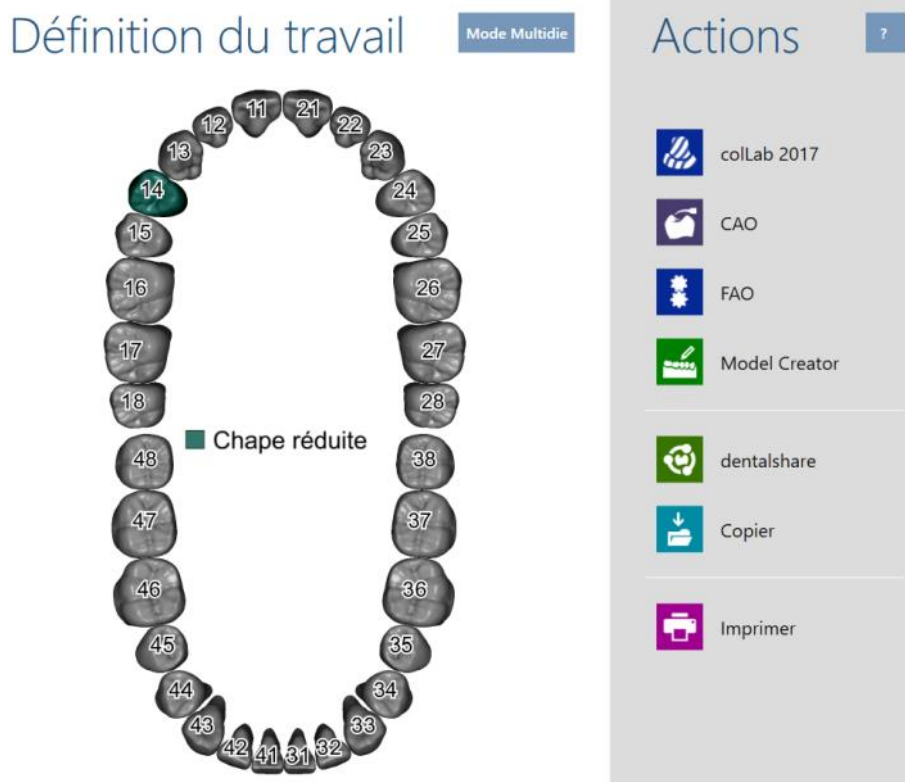 Définition du travail
Mode Multidie
11 21
12 22
13 23
14 24
15 25
16 26
17 27
18 28
Chape réduite
48 38
47 37
46 36
45 35
44 34
43 33
42 41 31 32
Actions
?
colLab 2017
CAO
FAO
Model Creator
dentalshare
Copier
Imprimer